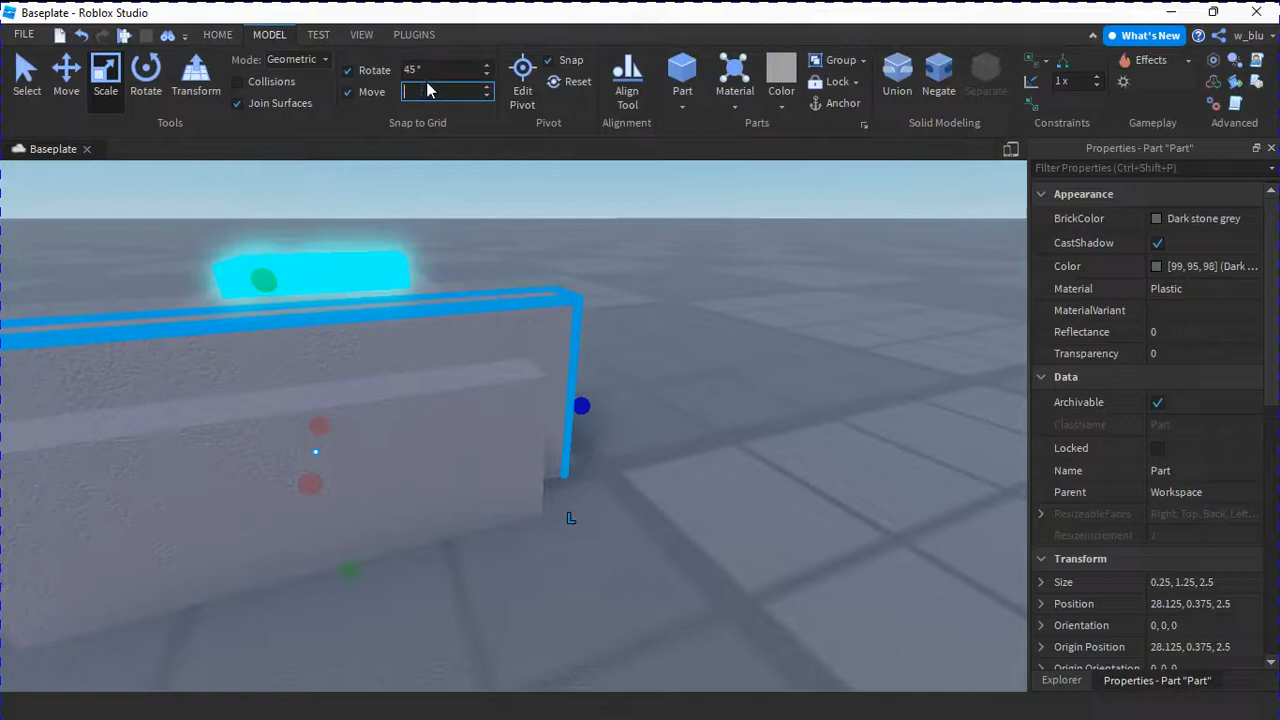 Baseplate - Roblox Studio
FILE HOME MODEL TEST VIEW PLUGINS What's New w_blu
Select Move Scale Rotate Transform
Mode: Geometric
Collisions
Join Surfaces
Tools
Rotate 45°
Move
Snap to Grid
Edit Pivot
Snap
Reset
Pivot
Align Tool
Alignment
Part Material Color
Group
Lock
Anchor
Parts
Union Negate Separate
Solid Modeling
1 x
Constraints
Effects
Gameplay
Advanced
Baseplate
L
Properties - Part "Part"
Filter Properties (Ctrl+Shift+P)
Appearance
BrickColor Dark stone grey
CastShadow
Color [99, 95, 98] (Dark ...
Material Plastic
MaterialVariant
Reflectance 0
Transparency 0
Data
Archivable
ClassName Part
Locked
Name Part
Parent Workspace
ResizeableFaces Right, Top, Back, Left...
ResizeIncrement 1
Transform
Size 0.25, 1.25, 2.5
Position 28.125, 0.375, 2.5
Orientation 0, 0, 0
Origin Position 28.125, 0.375, 2.5
Origin Orientation 0, 0, 0
Explorer Properties - Part "Part"